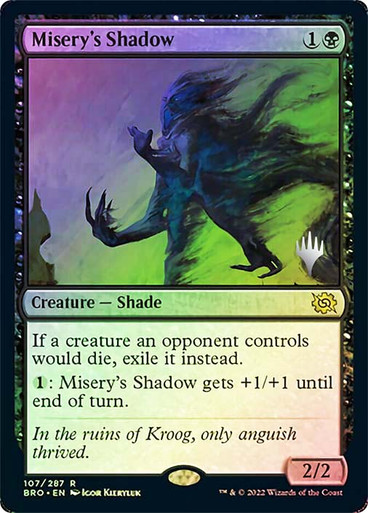 Misery's Shadow 1
Creature — Shade
If a creature an opponent controls
would die, exile it instead.
1: Misery's Shadow gets +1/+1 until
end of turn.
In the ruins of Kroog, only anguish
thrived.
107/287 R
BRO • EN Igor Kieryluk
2/2
™ & © 2022 Wizards of the Coast